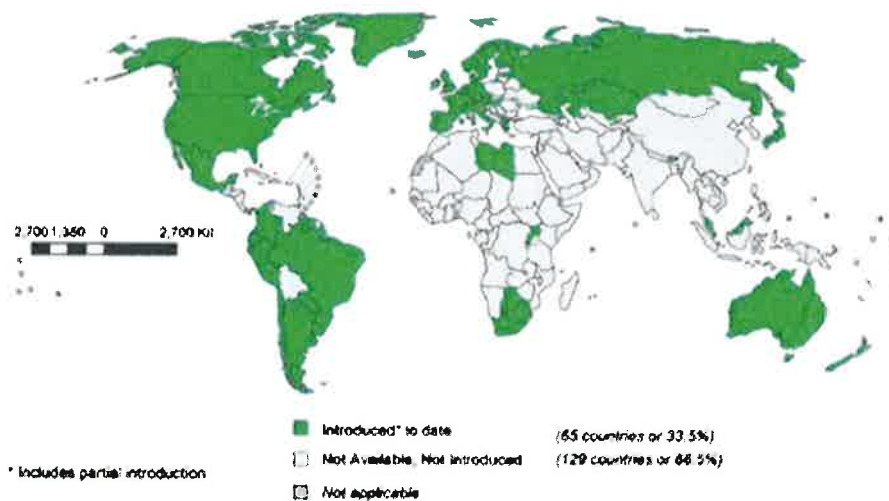 2,700 1,350 0 2,700 Kil
Introduced* to date (65 countries or 33.5%)
Not Available, Not Introduced (129 countries or 66.5%)
* Includes partial introduction
Not applicable